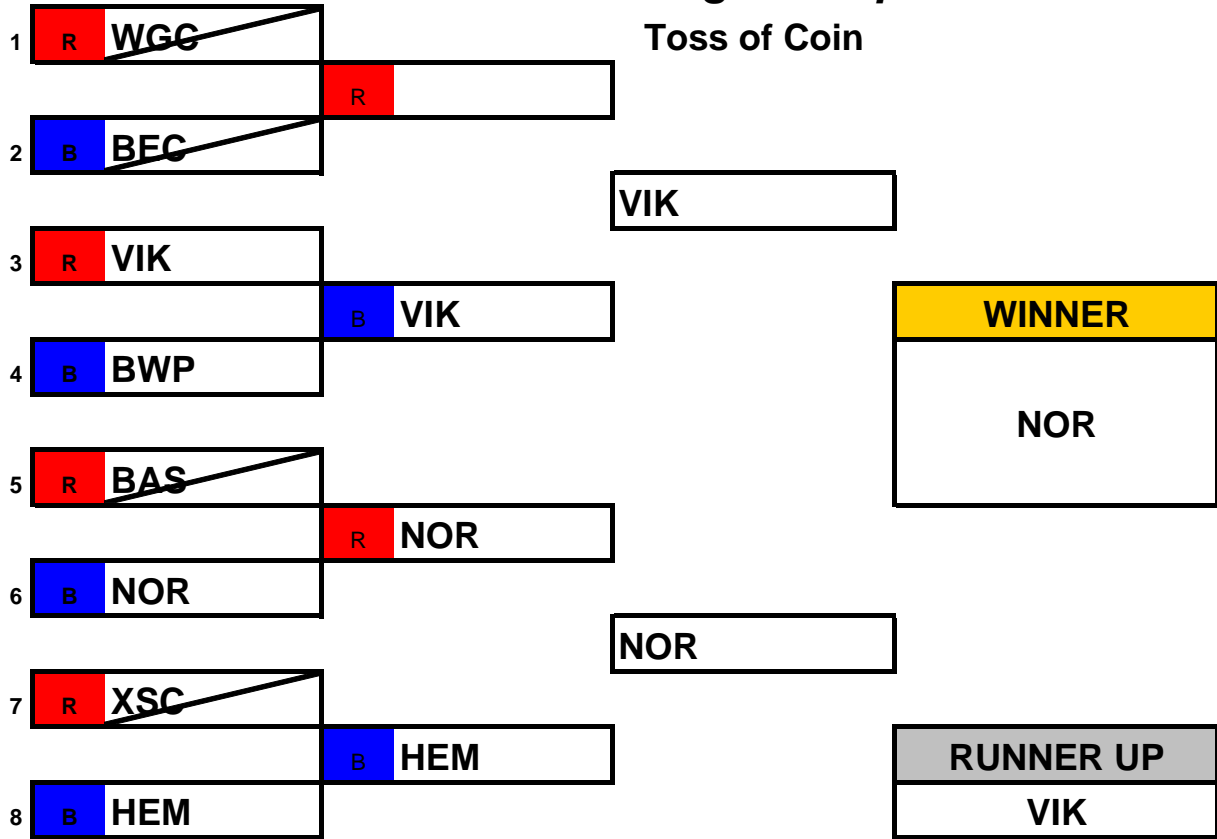 Toss of Coin
1 R WGC
R
2 B BEC
VIK
3 R VIK
B VIK
WINNER
4 B BWP
NOR
5 R BAS
R NOR
6 B NOR
NOR
7 R XSC
B HEM
RUNNER UP
8 B HEM
VIK